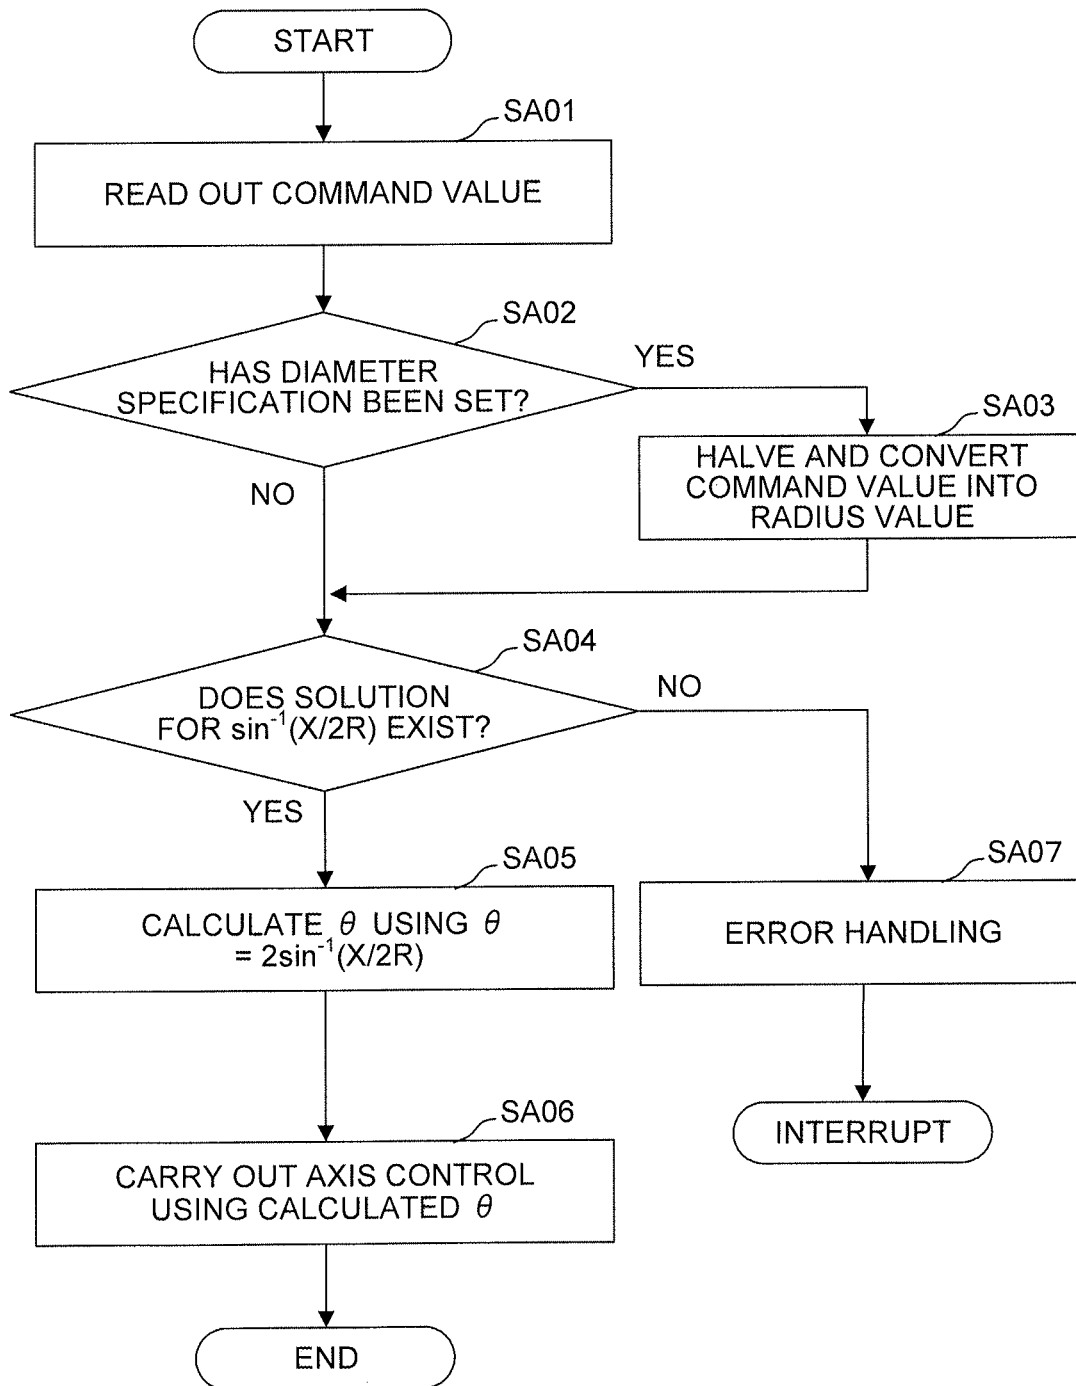 START
SA01
READ OUT COMMAND VALUE
SA02
HAS DIAMETER
SPECIFICATION BEEN SET?
YES
NO
SA03
HALVE AND CONVERT
COMMAND VALUE INTO
RADIUS VALUE
SA04
DOES SOLUTION
FOR sin⁻¹(X/2R) EXIST?
NO
YES
SA05
CALCULATE θ USING θ
= 2sin⁻¹(X/2R)
SA07
ERROR HANDLING
SA06
CARRY OUT AXIS CONTROL
USING CALCULATED θ
INTERRUPT
END